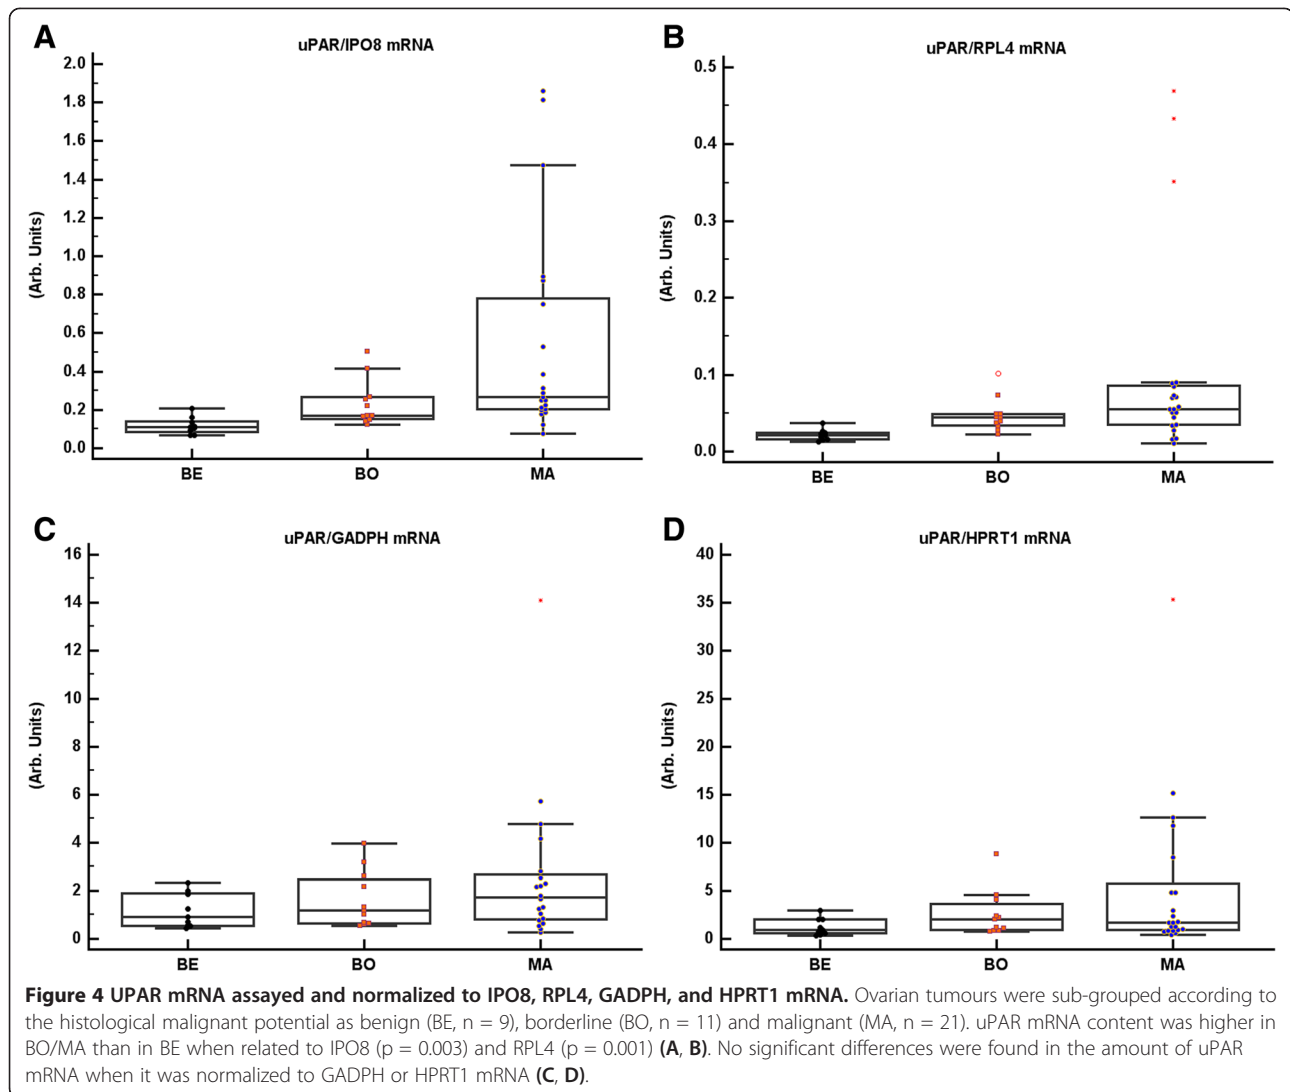 A
uPAR/IPO8 mRNA
2.0
1.8
1.6
1.4
1.2
1.0
0.8
0.6
0.4
0.2
0.0
(Arb. Units)
BE
BO
MA
B
uPAR/RPL4 mRNA
0.5
0.4
0.3
0.2
0.1
0.0
(Arb. Units)
BE
BO
MA
C
uPAR/GADPH mRNA
16
14
12
10
8
6
4
2
0
(Arb. Units)
BE
BO
MA
D
uPAR/HPRT1 mRNA
40
35
30
25
20
15
10
5
0
(Arb. Units)
BE
BO
MA
Figure 4 UPAR mRNA assayed and normalized to IPO8, RPL4, GADPH, and HPRT1 mRNA. Ovarian tumours were sub-grouped according to
the histological malignant potential as benign (BE, n = 9), borderline (BO, n = 11) and malignant (MA, n = 21). uPAR mRNA content was higher in
BO/MA than in BE when related to IPO8 (p = 0.003) and RPL4 (p = 0.001) (A, B). No significant differences were found in the amount of uPAR
mRNA when it was normalized to GADPH or HPRT1 mRNA (C, D).